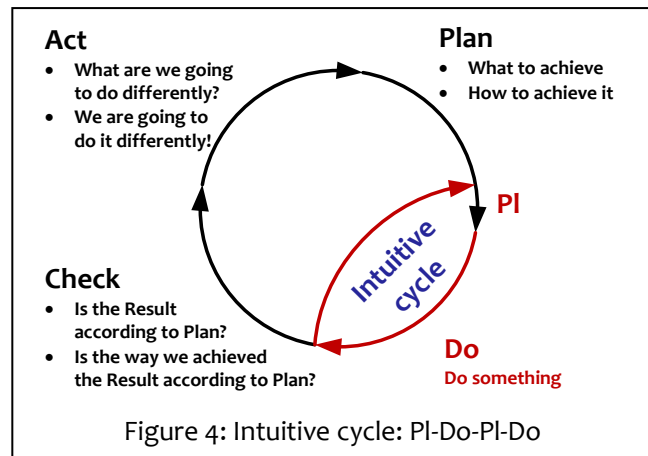 Act
• What are we going
to do differently?
• We are going to
do it differently!
Plan
• What to achieve
• How to achieve it
Pl
Intuitive
cycle
Check
• Is the Result
according to Plan?
• Is the way we achieved
the Result according to Plan?
Do
Do something
Figure 4: Intuitive cycle: Pl-Do-Pl-Do